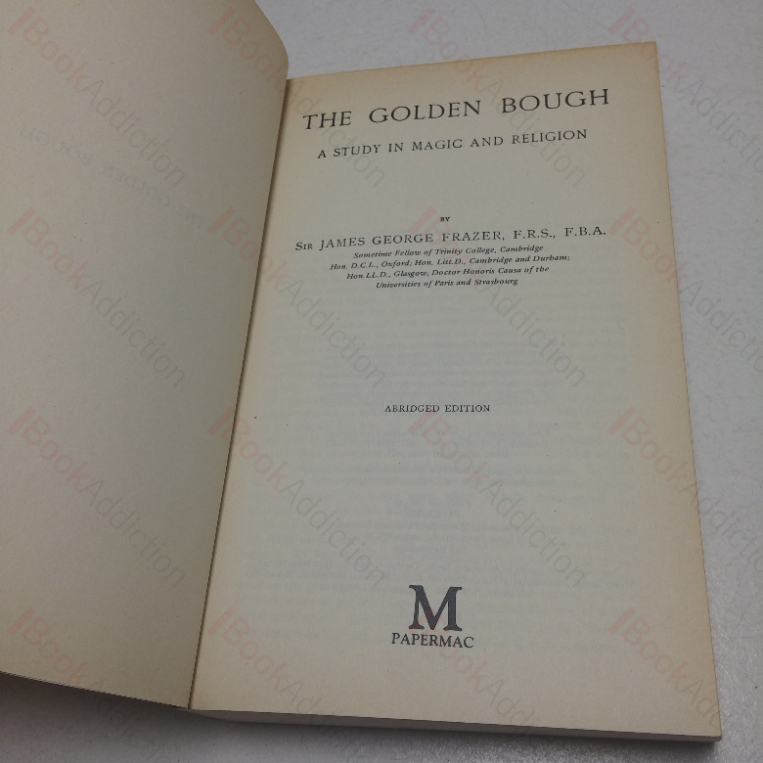 THE GOLDEN BOUGH
A STUDY IN MAGIC AND RELIGION
BY
SIR JAMES GEORGE FRAZER, F.R.S., F.B.A.
Sometime Fellow of Trinity College, Cambridge
Hon. D.C.L., Oxford; Hon. Litt.D., Cambridge and Durham;
Hon LL.D., Glasgow; Doctor Honoris Causa of the
Universities of Paris and Strasbourg
ABRIDGED EDITION
M
PAPERMAC
BookAddiction